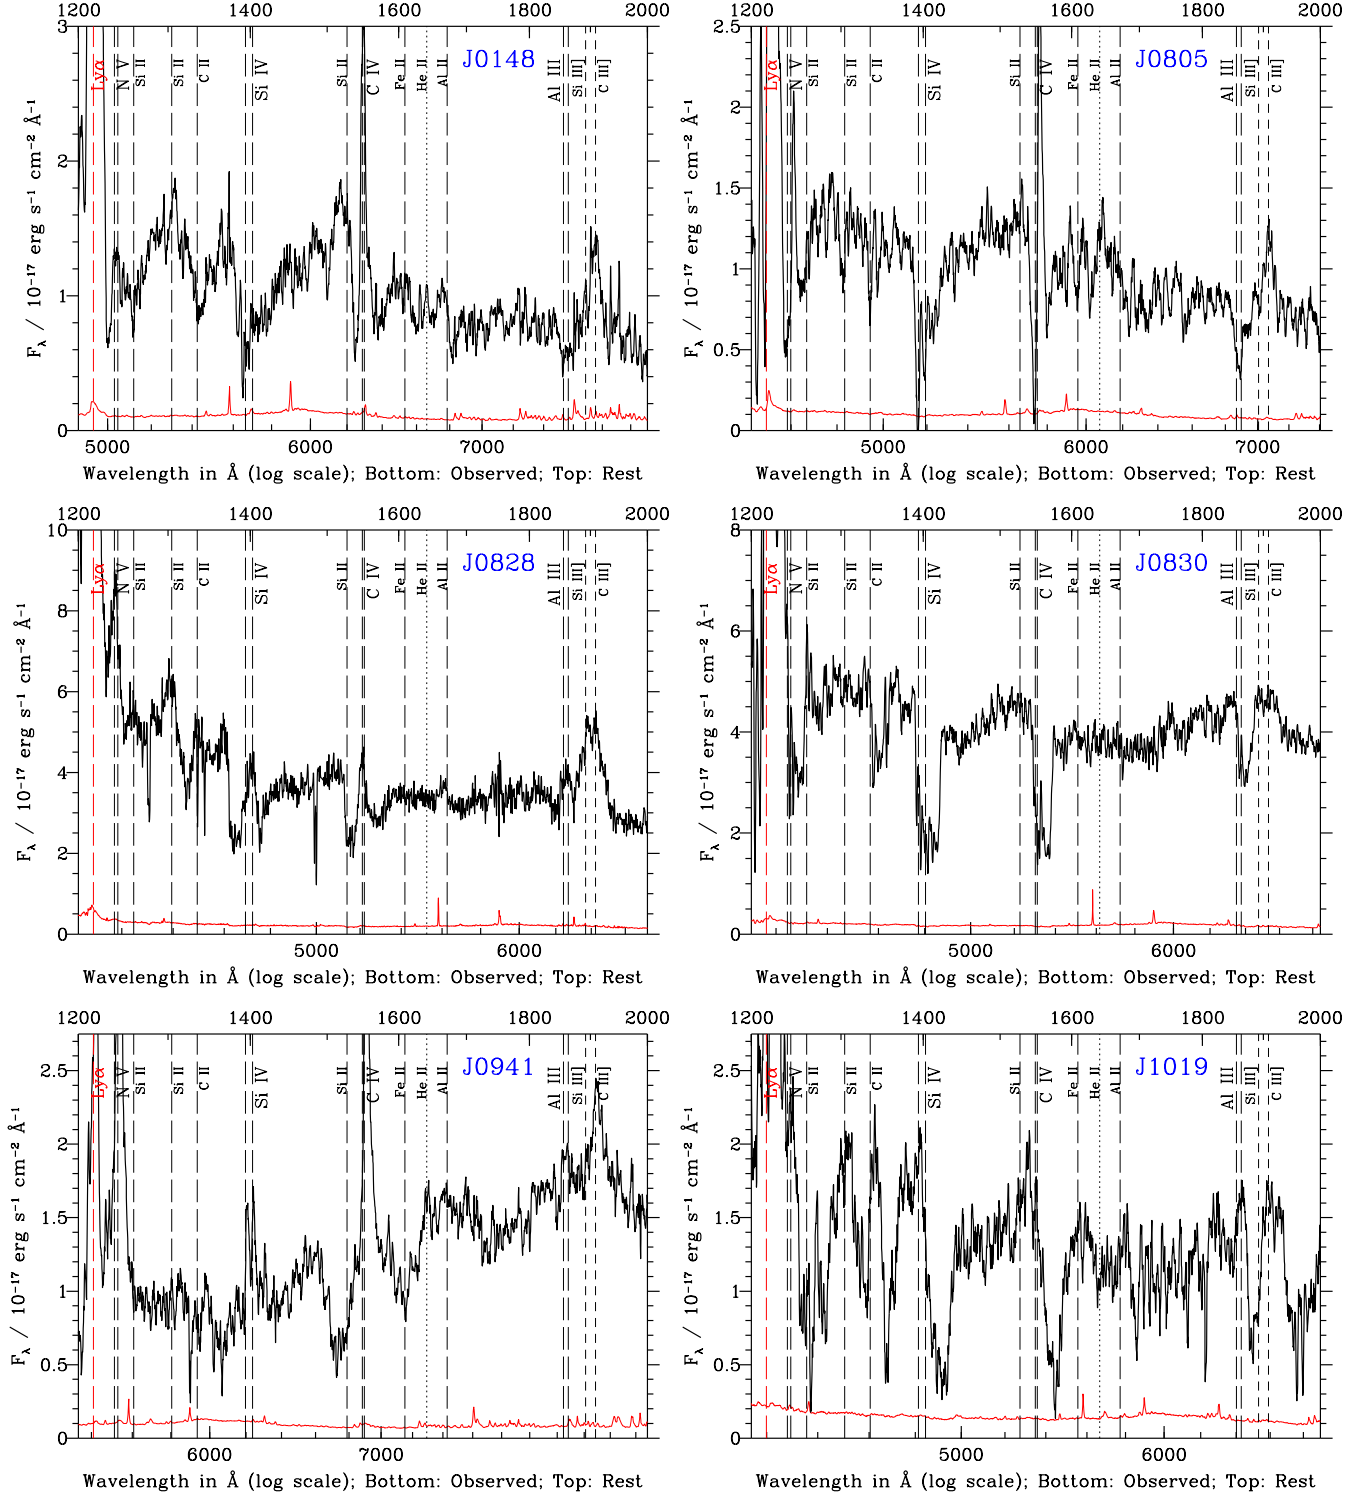 1200 1400 1600 1800 2000
1200 1400 1600 1800 2000
3
2
1
0
F_λ / 10⁻¹⁷ erg s⁻¹ cm⁻² Å⁻¹
Lyα N V Si II Si II C II Si IV Si II C IV Fe II He II Al II Al III Si III] C III]
J0148
5000 6000 7000
Wavelength in Å (log scale); Bottom: Observed; Top: Rest
2.5
2
1.5
1
0.5
0
F_λ / 10⁻¹⁷ erg s⁻¹ cm⁻² Å⁻¹
Lyα N V Si II Si II C II Si IV Si II C IV Fe II He II Al II Al III Si III] C III]
J0805
5000 6000 7000
Wavelength in Å (log scale); Bottom: Observed; Top: Rest
1200 1400 1600 1800 2000
1200 1400 1600 1800 2000
10
8
6
4
2
0
F_λ / 10⁻¹⁷ erg s⁻¹ cm⁻² Å⁻¹
Lyα N V Si II Si II C II Si IV Si II C IV Fe II He II Al II Al III Si III] C III]
J0828
5000 6000
Wavelength in Å (log scale); Bottom: Observed; Top: Rest
8
6
4
2
0
F_λ / 10⁻¹⁷ erg s⁻¹ cm⁻² Å⁻¹
Lyα N V Si II Si II C II Si IV Si II C IV Fe II He II Al II Al III Si III] C III]
J0830
5000 6000
Wavelength in Å (log scale); Bottom: Observed; Top: Rest
1200 1400 1600 1800 2000
1200 1400 1600 1800 2000
2.5
2
1.5
1
0.5
0
F_λ / 10⁻¹⁷ erg s⁻¹ cm⁻² Å⁻¹
Lyα N V Si II Si II C II Si IV Si II C IV Fe II He II Al II Al III Si III] C III]
J0941
6000 7000
Wavelength in Å (log scale); Bottom: Observed; Top: Rest
2.5
2
1.5
1
0.5
0
F_λ / 10⁻¹⁷ erg s⁻¹ cm⁻² Å⁻¹
Lyα N V Si II Si II C II Si IV Si II C IV Fe II He II Al II Al III Si III] C III]
J1019
5000 6000
Wavelength in Å (log scale); Bottom: Observed; Top: Rest